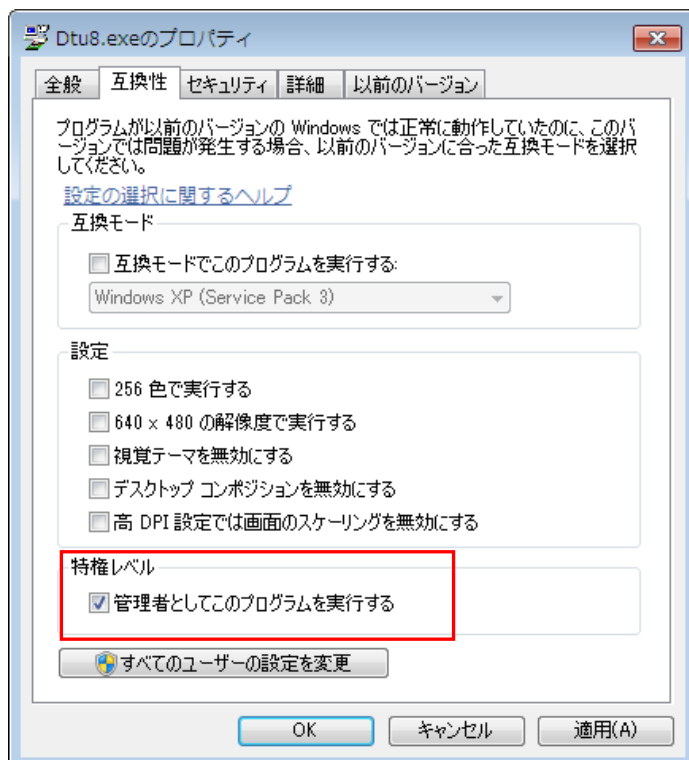 Dtu8.exeのプロパティ
全般 互換性 セキュリティ 詳細 以前のバージョン
プログラムが以前のバージョンの Windows では正常に動作していたのに、このバ
ージョンでは問題が発生する場合、以前のバージョンに合った互換モードを選択
してください。
設定の選択に関するヘルプ
互換モード
互換モードでこのプログラムを実行する:
Windows XP (Service Pack 3)
設定
256 色で実行する
640 x 480 の解像度で実行する
視覚テーマを無効にする
デスクトップ コンポジションを無効にする
高 DPI 設定では画面のスケーリングを無効にする
特権レベル
管理者としてこのプログラムを実行する
すべてのユーザーの設定を変更
OK キャンセル 適用(A)